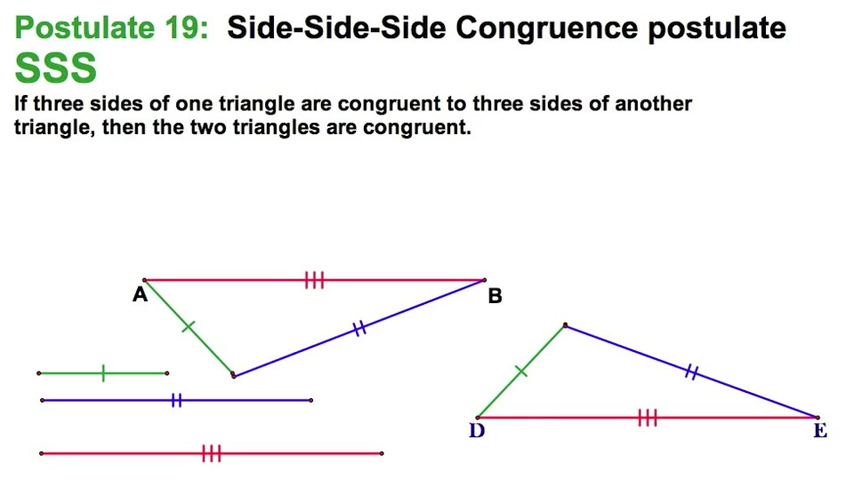 Postulate 19: Side-Side-Side Congruence postulate
SSS
If three sides of one triangle are congruent to three sides of another
triangle, then the two triangles are congruent.
A
B
D
E